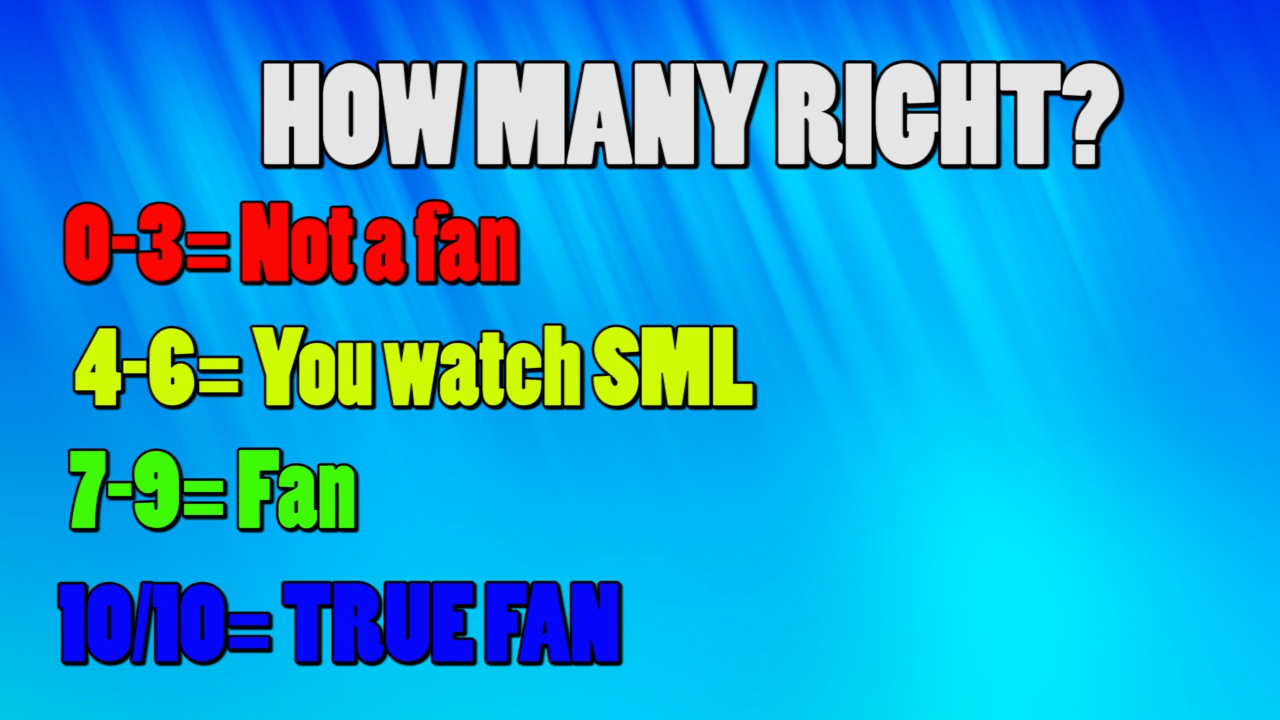 HOW MANY RIGHT?
0-3= Not a fan
4-6= You watch SML
7-9= Fan
10/10= TRUE FAN